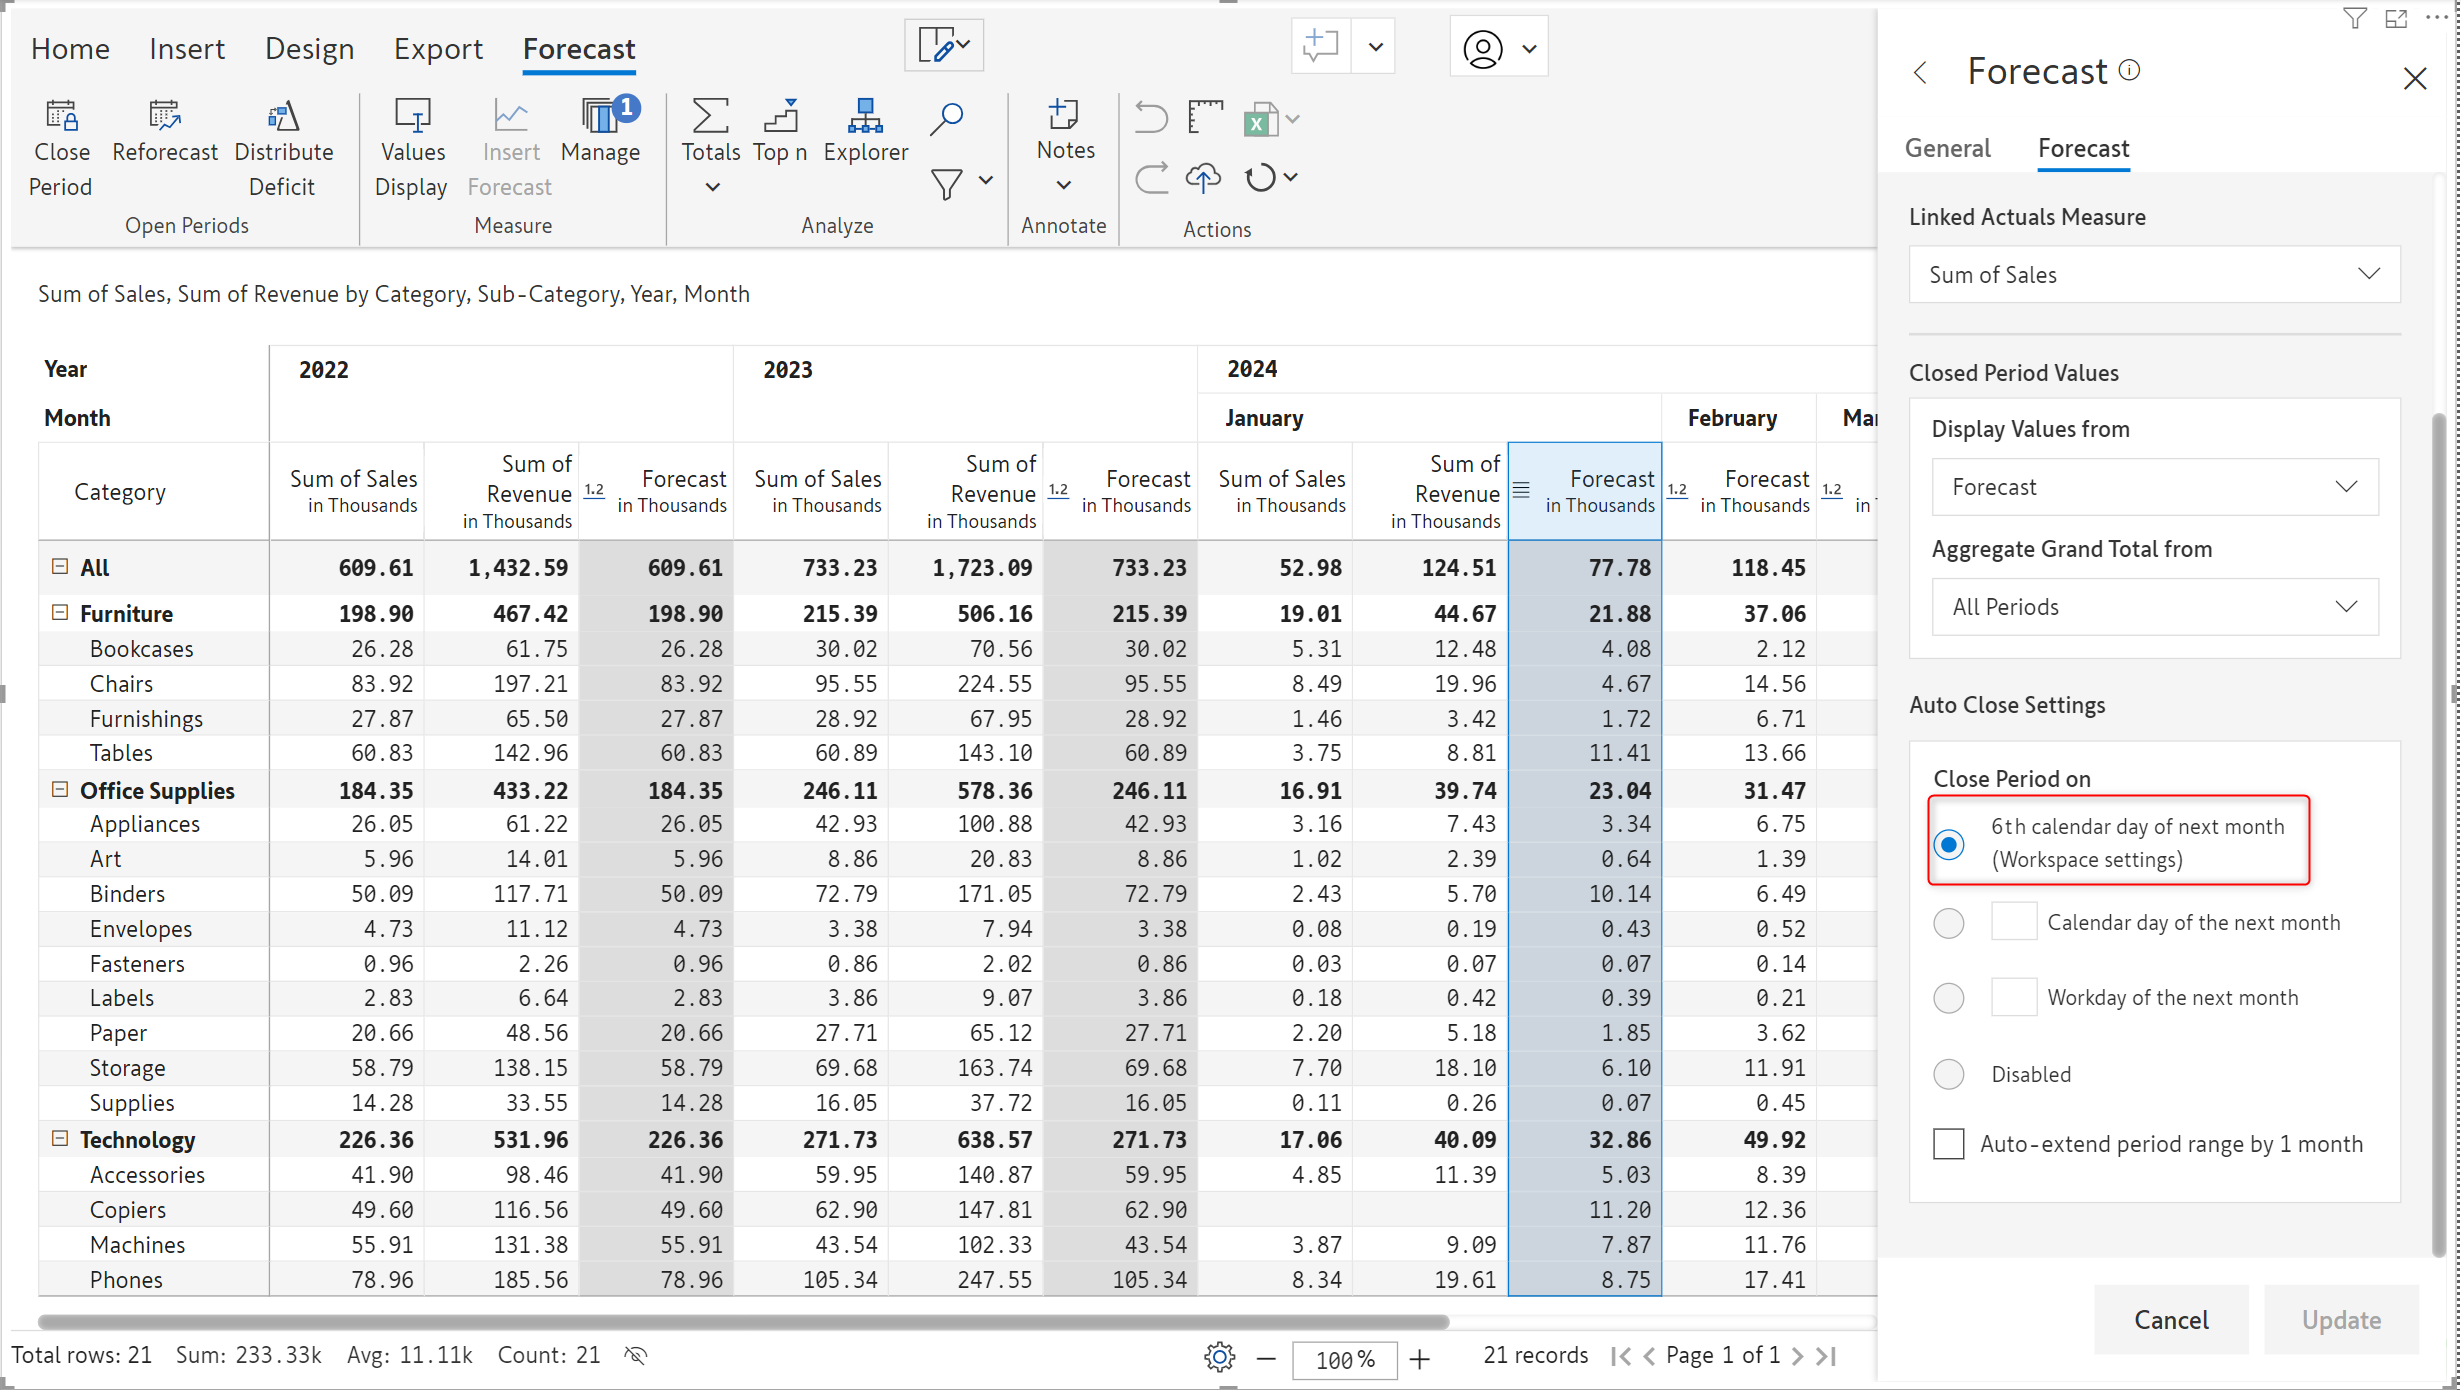 Home Insert Design Export Forecast
Close Period
Reforecast
Distribute Deficit
Open Periods
Values Display
Insert Forecast
Manage 1
Measure
Totals
Top n
Explorer
Analyze
Notes
Annotate
Actions
Sum of Sales, Sum of Revenue by Category, Sub-Category, Year, Month
Year 2022 2023 2024
Month January February Mar
Category Sum of Sales in Thousands Sum of Revenue in Thousands 1.2 Forecast in Thousands Sum of Sales in Thousands Sum of Revenue in Thousands 1.2 Forecast in Thousands Sum of Sales in Thousands Sum of Revenue in Thousands Forecast in Thousands 1.2 Forecast in Thousands 1.2 in
All 609.61 1,432.59 609.61 733.23 1,723.09 733.23 52.98 124.51 77.78 118.45
Furniture 198.90 467.42 198.90 215.39 506.16 215.39 19.01 44.67 21.88 37.06
Bookcases 26.28 61.75 26.28 30.02 70.56 30.02 5.31 12.48 4.08 2.12
Chairs 83.92 197.21 83.92 95.55 224.55 95.55 8.49 19.96 4.67 14.56
Furnishings 27.87 65.50 27.87 28.92 67.95 28.92 1.46 3.42 1.72 6.71
Tables 60.83 142.96 60.83 60.89 143.10 60.89 3.75 8.81 11.41 13.66
Office Supplies 184.35 433.22 184.35 246.11 578.36 246.11 16.91 39.74 23.04 31.47
Appliances 26.05 61.22 26.05 42.93 100.88 42.93 3.16 7.43 3.34 6.75
Art 5.96 14.01 5.96 8.86 20.83 8.86 1.02 2.39 0.64 1.39
Binders 50.09 117.71 50.09 72.79 171.05 72.79 2.43 5.70 10.14 6.49
Envelopes 4.73 11.12 4.73 3.38 7.94 3.38 0.08 0.19 0.43 0.52
Fasteners 0.96 2.26 0.96 0.86 2.02 0.86 0.03 0.07 0.07 0.14
Labels 2.83 6.64 2.83 3.86 9.07 3.86 0.18 0.42 0.39 0.21
Paper 20.66 48.56 20.66 27.71 65.12 27.71 2.20 5.18 1.85 3.62
Storage 58.79 138.15 58.79 69.68 163.74 69.68 7.70 18.10 6.10 11.91
Supplies 14.28 33.55 14.28 16.05 37.72 16.05 0.11 0.26 0.07 0.45
Technology 226.36 531.96 226.36 271.73 638.57 271.73 17.06 40.09 32.86 49.92
Accessories 41.90 98.46 41.90 59.95 140.87 59.95 4.85 11.39 5.03 8.39
Copiers 49.60 116.56 49.60 62.90 147.81 62.90 11.20 12.36
Machines 55.91 131.38 55.91 43.54 102.33 43.54 3.87 9.09 7.87 11.76
Phones 78.96 185.56 78.96 105.34 247.55 105.34 8.34 19.61 8.75 17.41
Total rows: 21 Sum: 233.33k Avg: 11.11k Count: 21 100 % 21 records Page 1 of 1
Forecast
General Forecast
Linked Actuals Measure
Sum of Sales
Closed Period Values
Display Values from
Forecast
Aggregate Grand Total from
All Periods
Auto Close Settings
Close Period on
6th calendar day of next month
(Workspace settings)
Calendar day of the next month
Workday of the next month
Disabled
Auto-extend period range by 1 month
Cancel Update